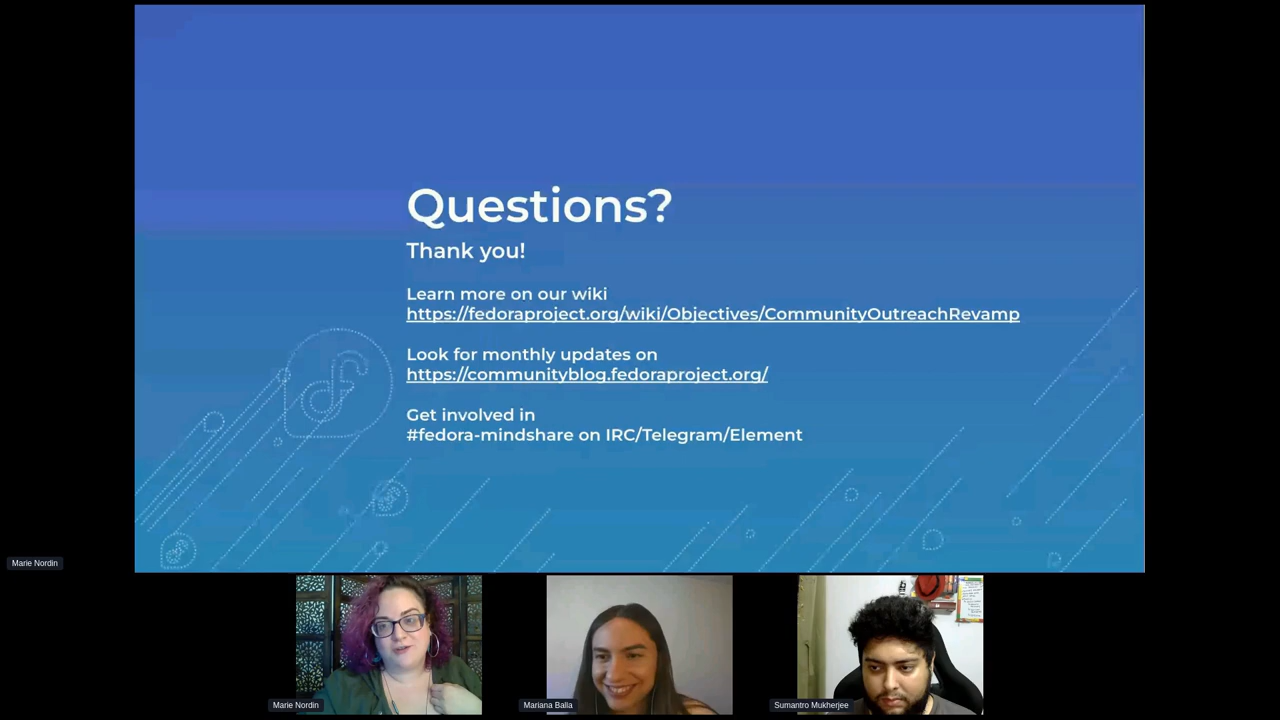 Questions?
Thank you!
Learn more on our wiki
https://fedoraproject.org/wiki/Objectives/CommunityOutreachRevamp
Look for monthly updates on
https://communityblog.fedoraproject.org/
Get involved in
#fedora-mindshare on IRC/Telegram/Element
Marie Nordin
Marie Nordin
Mariana Balla
Sumantro Mukherjee